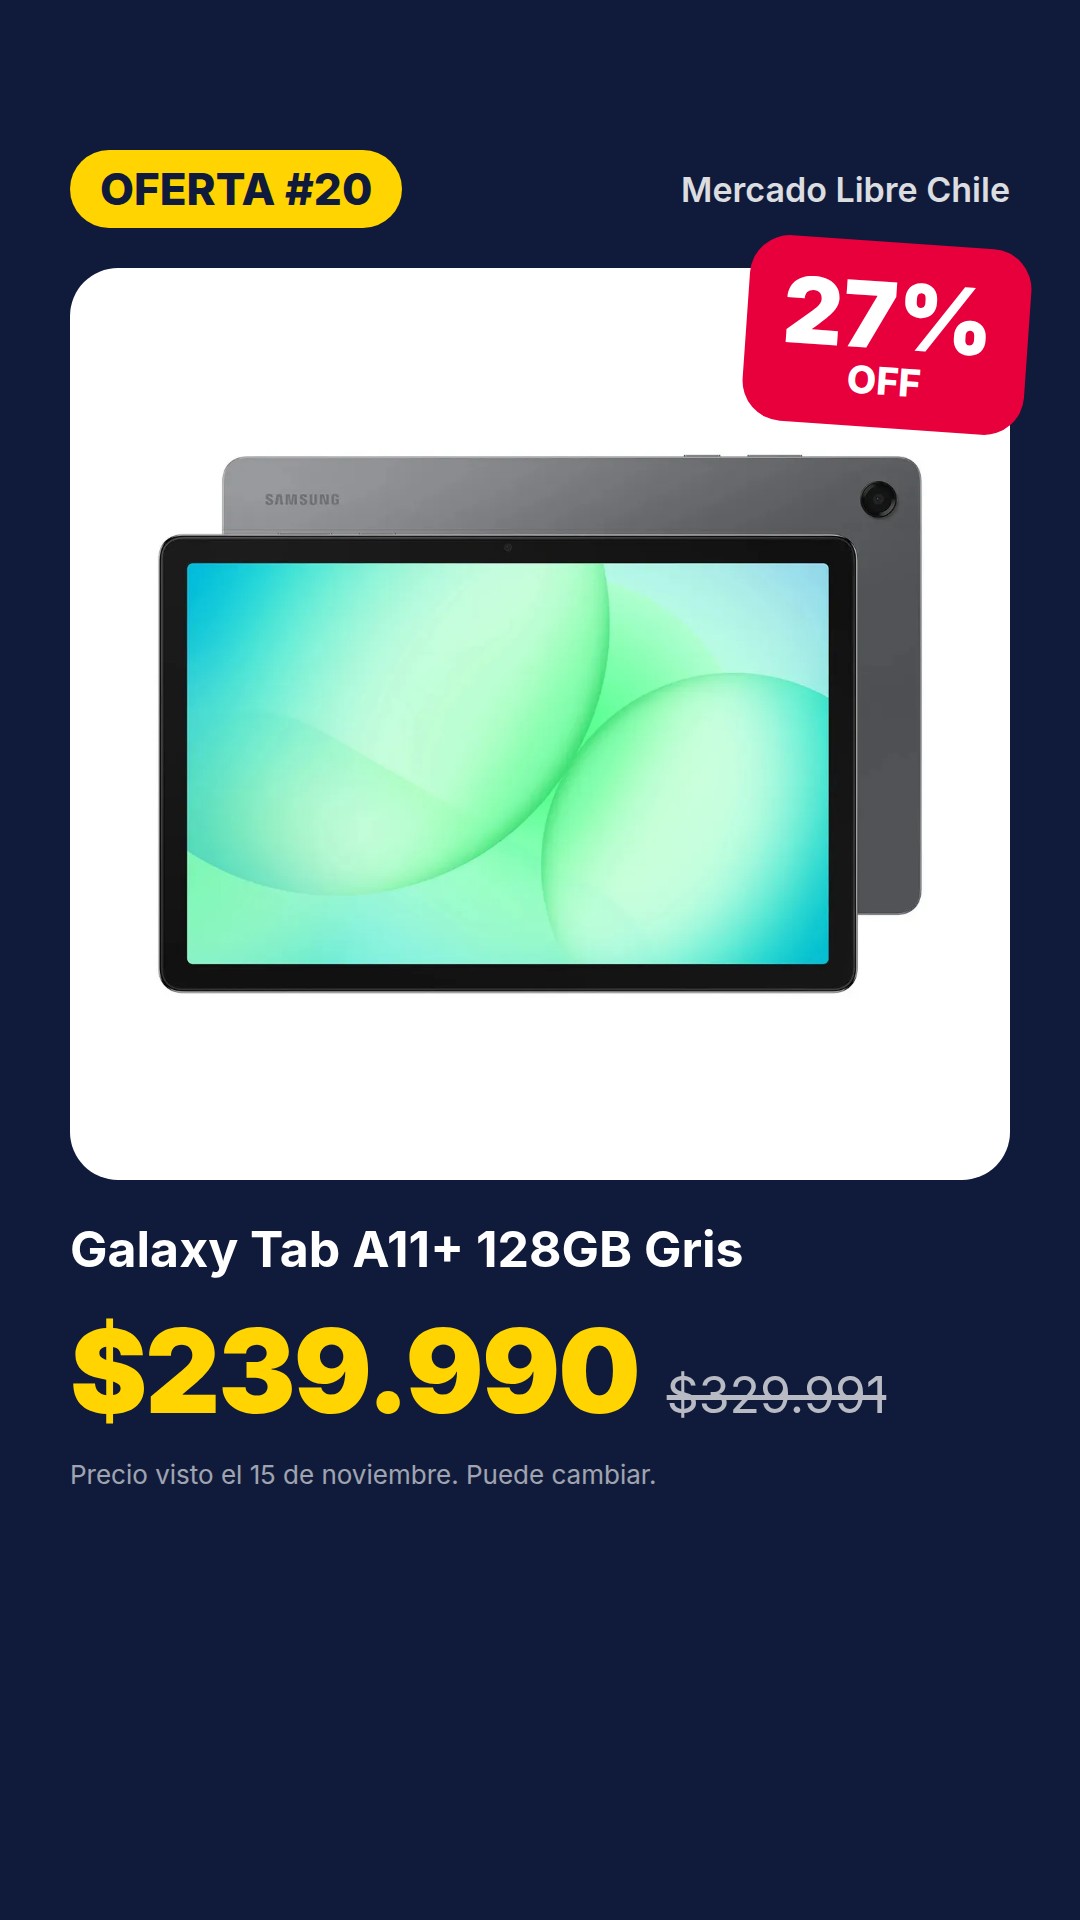 OFERTA #20
Mercado Libre Chile
27%
OFF
SAMSUNG
Galaxy Tab A11+ 128GB Gris
$239.990 $329.991
Precio visto el 15 de noviembre. Puede cambiar.